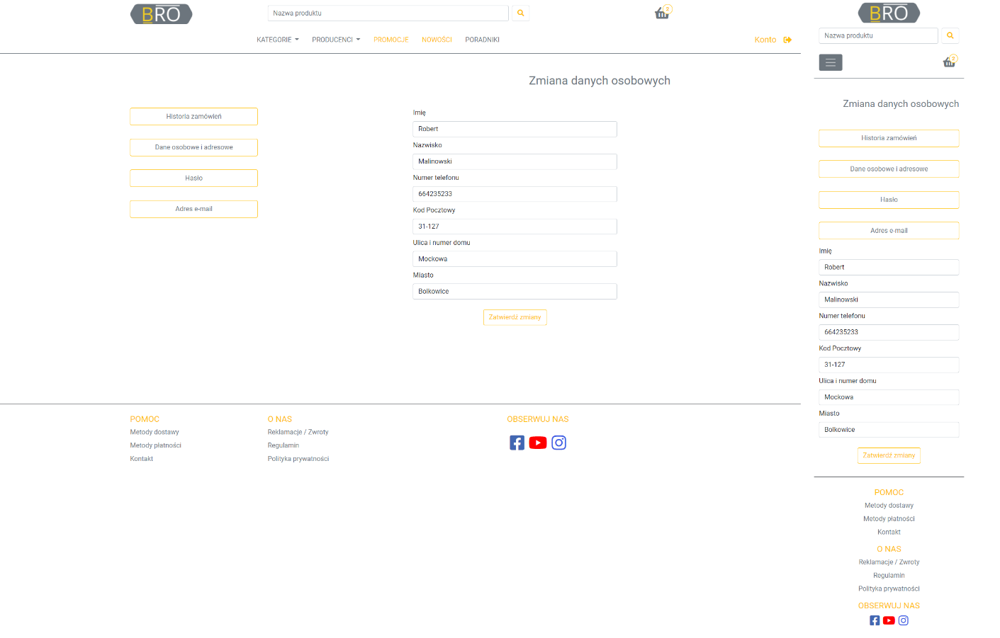 BRO
Nazwa produktu
2
KATEGORIE
PRODUCENCI
PROMOCJE
NOWOŚCI
PORADNIKI
Konto
Zmiana danych osobowych
Historia zamówień
Dane osobowe i adresowe
Hasło
Adres e-mail
Imię
Robert
Nazwisko
Malinowski
Numer telefonu
664235233
Kod Pocztowy
31-127
Ulica i numer domu
Mockowa
Miasto
Bolkowice
Zatwierdź zmiany
POMOC
Metody dostawy
Metody płatności
Kontakt
O NAS
Reklamacje / Zwroty
Regulamin
Polityka prywatności
OBSERWUJ NAS
BRO
Nazwa produktu
2
Zmiana danych osobowych
Historia zamówień
Dane osobowe i adresowe
Hasło
Adres e-mail
Imię
Robert
Nazwisko
Malinowski
Numer telefonu
664235233
Kod Pocztowy
31-127
Ulica i numer domu
Mockowa
Miasto
Bolkowice
Zatwierdź zmiany
POMOC
Metody dostawy
Metody płatności
Kontakt
O NAS
Reklamacje / Zwroty
Regulamin
Polityka prywatności
OBSERWUJ NAS